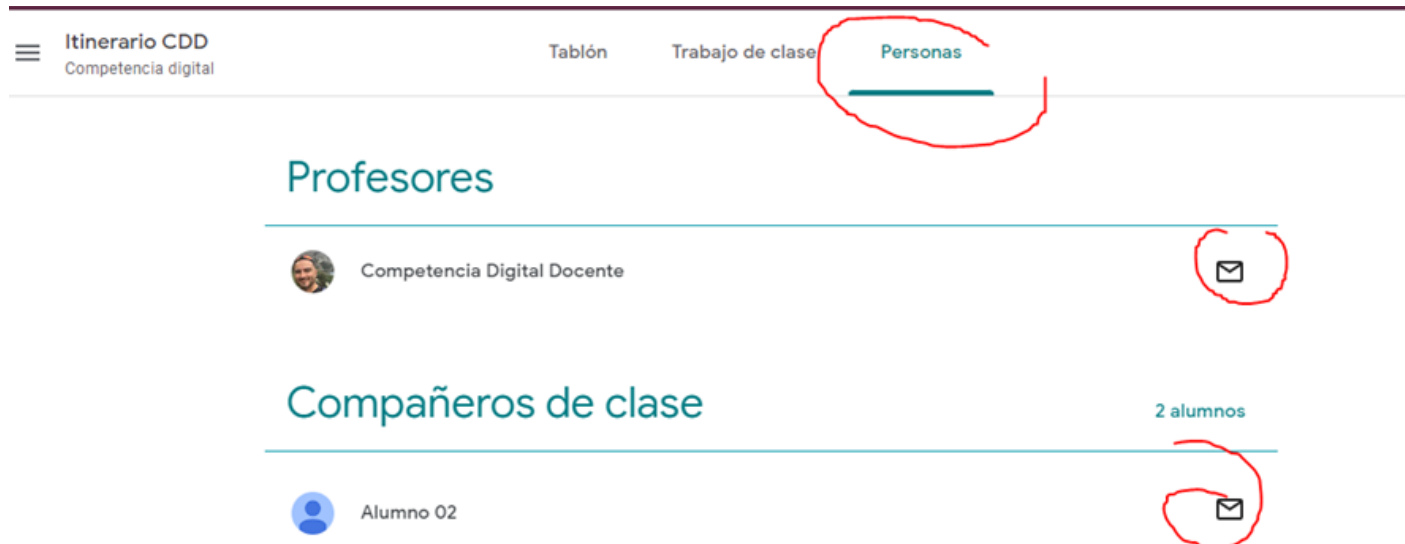 Itinerario CDD
Competencia digital
Tablón
Trabajo de clase
Personas
Profesores
Competencia Digital Docente
Compañeros de clase
2 alumnos
Alumno 02